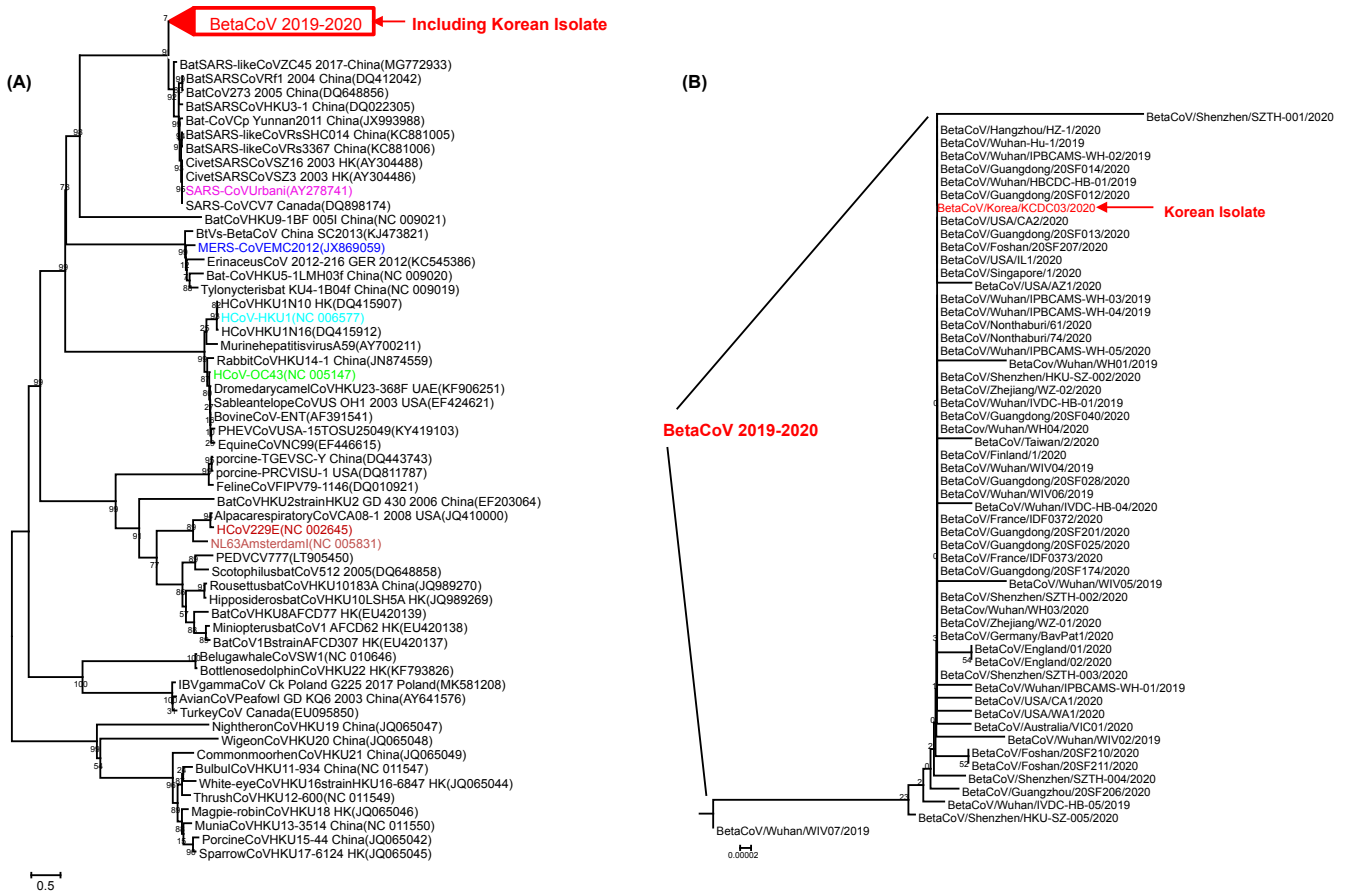 BetaCoV 2019-2020
Including Korean Isolate
(A)
BatSARS-likeCoVZC45 2017-China(MG772933)
BatSARSCoVRf1 2004 China(DQ412042)
BatCoV273 2005 China(DQ648856)
BatSARSCoVHKU3-1 China(DQ022305)
Bat-CoVCp Yunnan2011 China(JX993988)
BatSARS-likeCoVRsSHC014 China(KC881005)
BatSARS-likeCoVRs3367 China(KC881006)
CivetSARSCoVSZ16 2003 HK(AY304488)
CivetSARSCoVSZ3 2003 HK(AY304486)
SARS-CoVUrbani(AY278741)
SARS-CoVCV7 Canada(DQ898174)
BatCoVHKU9-1BF 005I China(NC 009021)
BtVs-BetaCoV China SC2013(KJ473821)
MERS-CoVEMC2012(JX869059)
ErinaceusCoV 2012-216 GER 2012(KC545386)
Bat-CoVHKU5-1LMH03f China(NC 009020)
Tylonycterisbat KU4-1B04f China(NC 009019)
HCoVHKU1N10 HK(DQ415907)
HCoV-HKU1(NC 006577)
HCoVHKU1N16(DQ415912)
MurinehepatitisvirusA59(AY700211)
RabbitCoVHKU14-1 China(JN874559)
HCoV-OC43(NC 005147)
DromedarycamelCoVHKU23-368F UAE(KF906251)
SableantelopeCoVUS OH1 2003 USA(EF424621)
BovineCoV-ENT(AF391541)
PHEVCoVUSA-15TOSU25049(KY419103)
EquineCoVNC99(EF446615)
porcine-TGEVSC-Y China(DQ443743)
porcine-PRCVISU-1 USA(DQ811787)
FelineCoVFIPV79-1146(DQ010921)
BatCoVHKU2strainHKU2 GD 430 2006 China(EF203064)
AlpacarespiratoryCoVCA08-1 2008 USA(JQ410000)
HCoV229E(NC 002645)
NL63AmsterdamI(NC 005831)
PEDVCV777(LT905450)
ScotophilusbatCoV512 2005(DQ648858)
RousettusbatCoVHKU10183A China(JQ989270)
HipposiderosbatCoVHKU10LSH5A HK(JQ989269)
BatCoVHKU8AFCD77 HK(EU420139)
MiniopterusbatCoV1 AFCD62 HK(EU420138)
BatCoV1BstrainAFCD307 HK(EU420137)
BelugawhaleCoVSW1(NC 010646)
BottlenosedolphinCoVHKU22 HK(KF793826)
IBVgammaCoV Ck Poland G225 2017 Poland(MK581208)
AvianCoVPeafowl GD KQ6 2003 China(AY641576)
TurkeyCoV Canada(EU095850)
NightheronCoVHKU19 China(JQ065047)
WigeonCoVHKU20 China(JQ065048)
CommonmoorhenCoVHKU21 China(JQ065049)
BulbulCoVHKU11-934 China(NC 011547)
White-eyeCoVHKU16strainHKU16-6847 HK(JQ065044)
ThrushCoVHKU12-600(NC 011549)
Magpie-robinCoVHKU18 HK(JQ065046)
MuniaCoVHKU13-3514 China(NC 011550)
PorcineCoVHKU15-44 China(JQ065042)
SparrowCoVHKU17-6124 HK(JQ065045)
0.5
(B)
BetaCoV 2019-2020
BetaCoV/Shenzhen/SZTH-001/2020
BetaCoV/Hangzhou/HZ-1/2020
BetaCoV/Wuhan-Hu-1/2019
BetaCoV/Wuhan/IPBCAMS-WH-02/2019
BetaCoV/Guangdong/20SF014/2020
BetaCoV/Wuhan/HBCDC-HB-01/2019
BetaCoV/Guangdong/20SF012/2020
BetaCoV/Korea/KCDC03/2020
Korean Isolate
BetaCoV/USA/CA2/2020
BetaCoV/Guangdong/20SF013/2020
BetaCoV/Foshan/20SF207/2020
BetaCoV/USA/IL1/2020
BetaCoV/Singapore/1/2020
BetaCoV/USA/AZ1/2020
BetaCoV/Wuhan/IPBCAMS-WH-03/2019
BetaCoV/Wuhan/IPBCAMS-WH-04/2019
BetaCoV/Nonthaburi/61/2020
BetaCoV/Nonthaburi/74/2020
BetaCoV/Wuhan/IPBCAMS-WH-05/2020
BetaCov/Wuhan/WH01/2019
BetaCoV/Shenzhen/HKU-SZ-002/2020
BetaCoV/Zhejiang/WZ-02/2020
BetaCoV/Wuhan/IVDC-HB-01/2019
BetaCoV/Guangdong/20SF040/2020
BetaCov/Wuhan/WH04/2020
BetaCoV/Taiwan/2/2020
BetaCoV/Finland/1/2020
BetaCoV/Wuhan/WIV04/2019
BetaCoV/Guangdong/20SF028/2020
BetaCoV/Wuhan/WIV06/2019
BetaCoV/Wuhan/IVDC-HB-04/2020
BetaCoV/France/IDF0372/2020
BetaCoV/Guangdong/20SF201/2020
BetaCoV/Guangdong/20SF025/2020
BetaCoV/France/IDF0373/2020
BetaCoV/Guangdong/20SF174/2020
BetaCoV/Wuhan/WIV05/2019
BetaCoV/Shenzhen/SZTH-002/2020
BetaCov/Wuhan/WH03/2020
BetaCoV/Zhejiang/WZ-01/2020
BetaCoV/Germany/BavPat1/2020
BetaCoV/England/01/2020
BetaCoV/England/02/2020
BetaCoV/Shenzhen/SZTH-003/2020
BetaCoV/Wuhan/IPBCAMS-WH-01/2019
BetaCoV/USA/CA1/2020
BetaCoV/USA/WA1/2020
BetaCoV/Australia/VIC01/2020
BetaCoV/Wuhan/WIV02/2019
BetaCoV/Foshan/20SF210/2020
BetaCoV/Foshan/20SF211/2020
BetaCoV/Shenzhen/SZTH-004/2020
BetaCoV/Guangzhou/20SF206/2020
BetaCoV/Wuhan/IVDC-HB-05/2019
BetaCoV/Shenzhen/HKU-SZ-005/2020
BetaCoV/Wuhan/WIV07/2019
0.00002